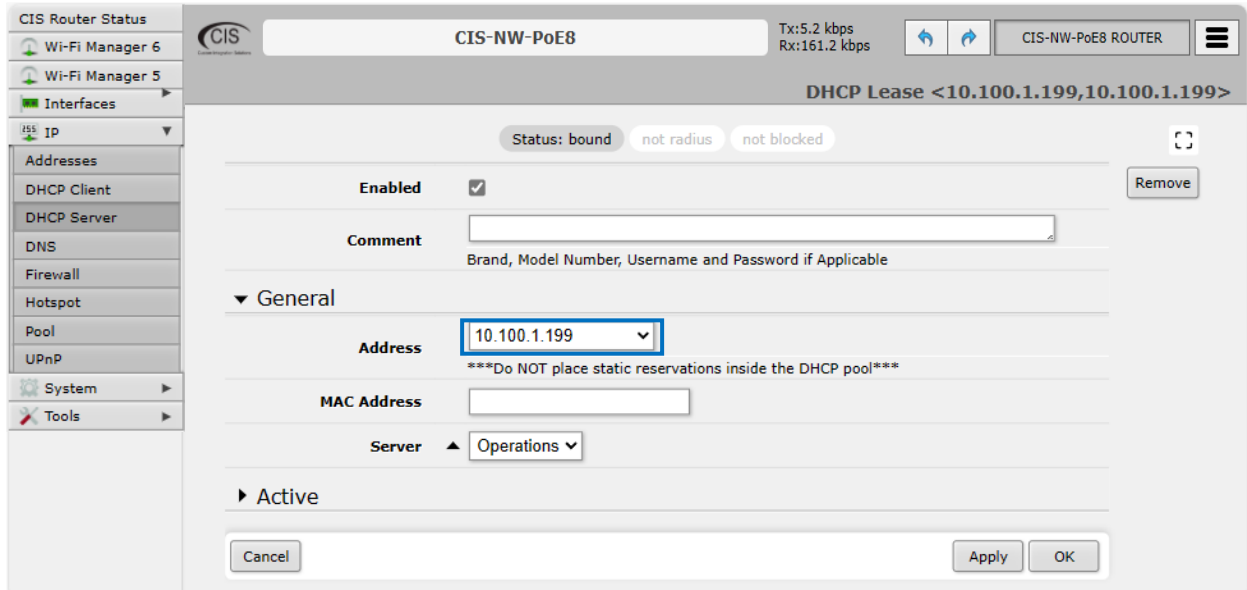 CIS Router Status
Wi-Fi Manager 6
Wi-Fi Manager 5
Interfaces
255 IP
Addresses
DHCP Client
DHCP Server
DNS
Firewall
Hotspot
Pool
UPnP
System
Tools
CIS
CIS-NW-PoE8
Tx:5.2 kbps
Rx:161.2 kbps
CIS-NW-PoE8 ROUTER
DHCP Lease <10.100.1.199,10.100.1.199>
Status: bound not radius not blocked
Remove
Enabled
Comment
Brand, Model Number, Username and Password if Applicable
General
Address 10.100.1.199
***Do NOT place static reservations inside the DHCP pool***
MAC Address
Server Operations
Active
Cancel Apply OK